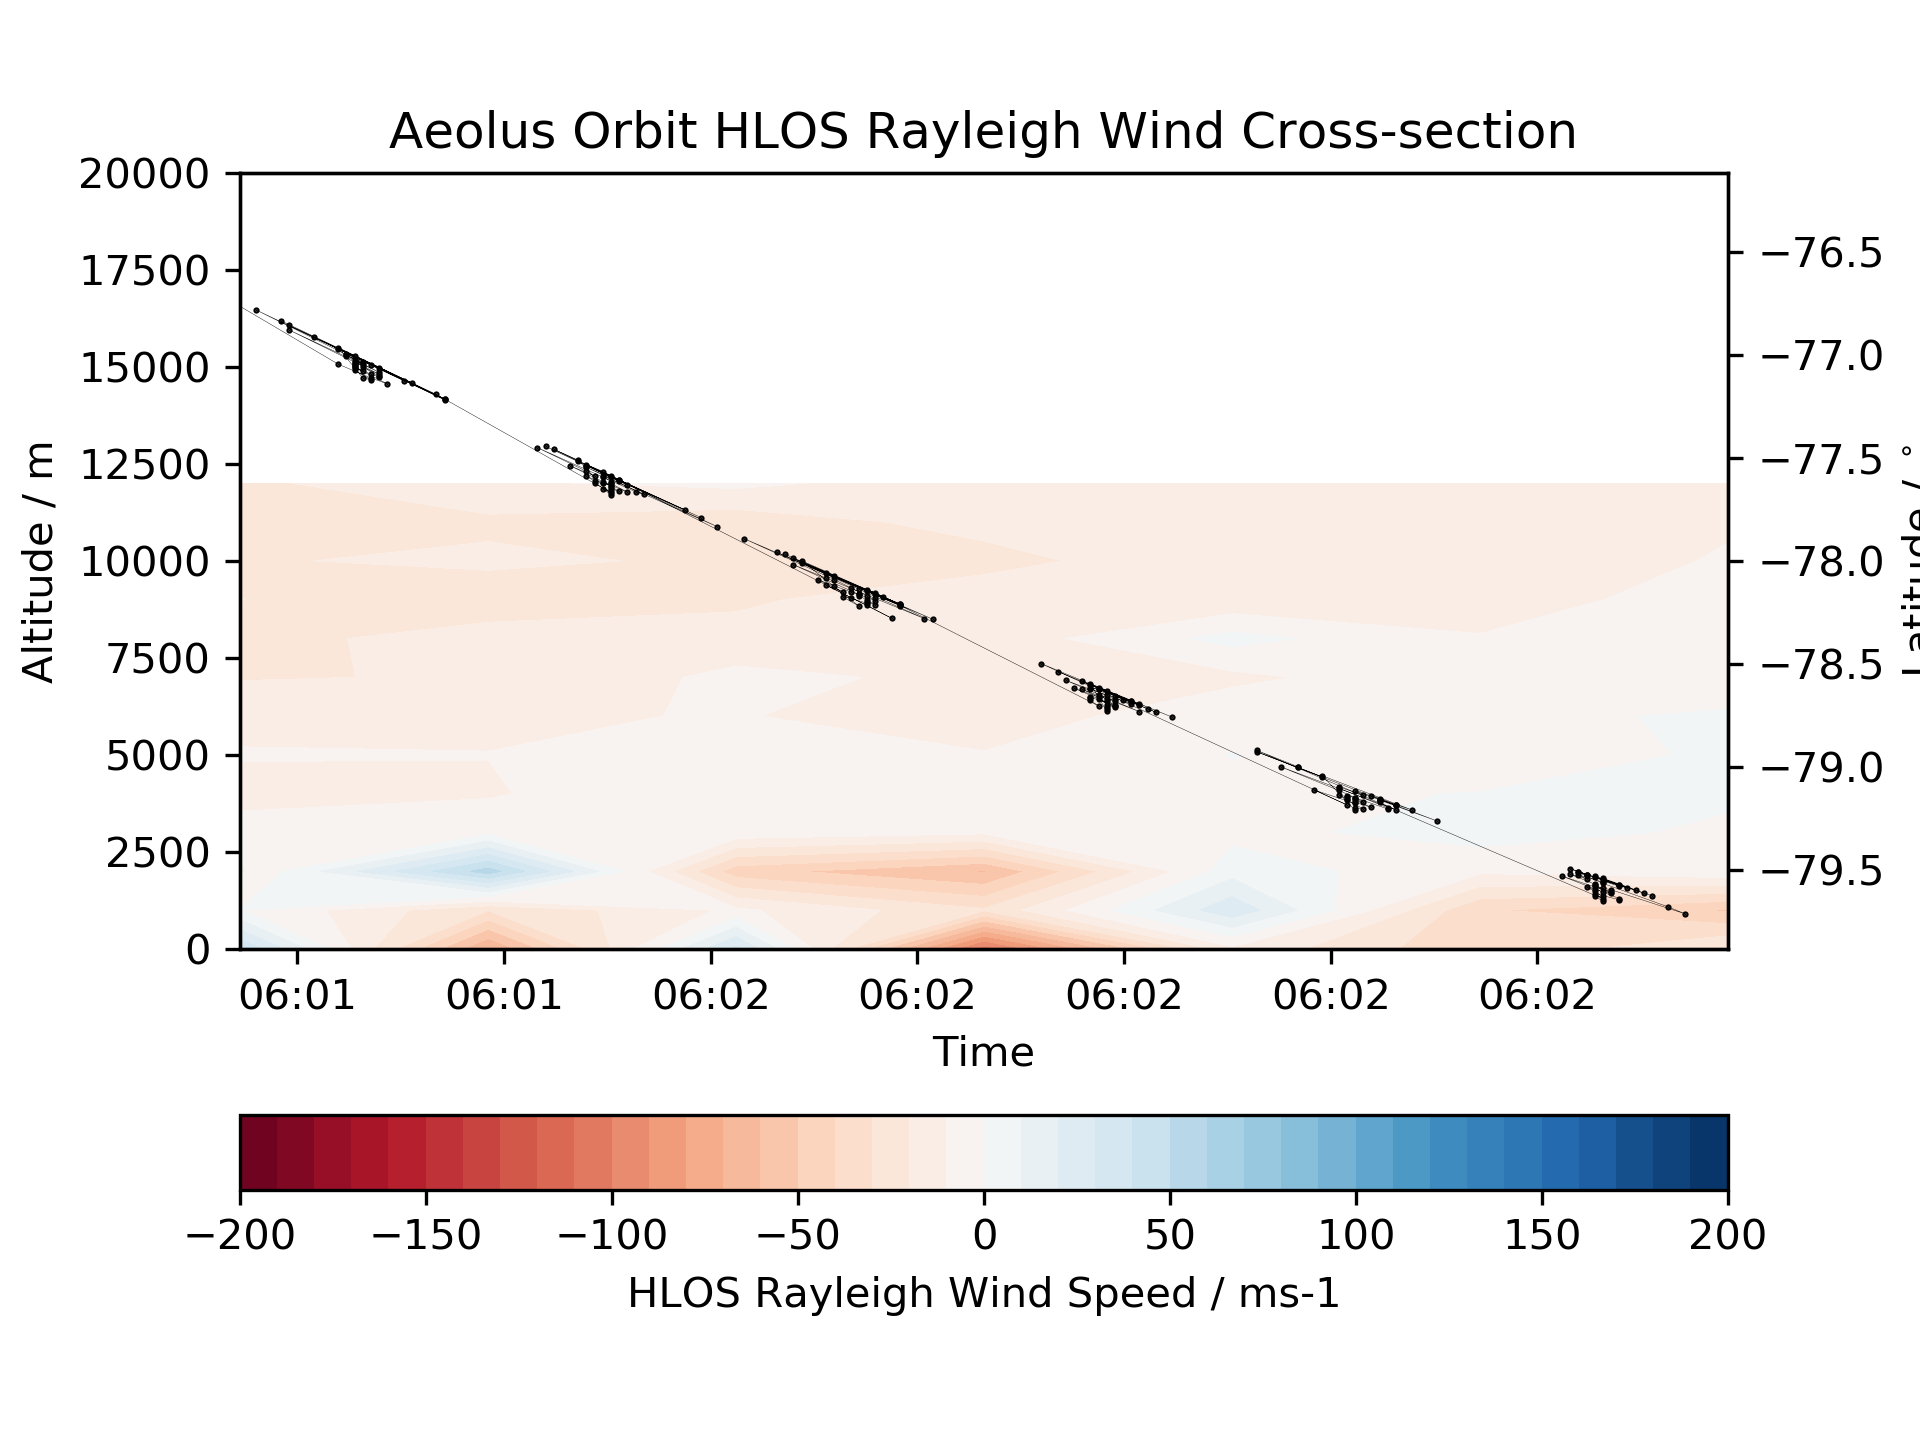 Aeolus Orbit HLOS Rayleigh Wind Cross-section
20000
17500
15000
12500
10000
7500
5000
2500
0
Altitude / m
−76.5
−77.0
−77.5
−78.0
−78.5
−79.0
−79.5
Latitude / °
06:01 06:01 06:02 06:02 06:02 06:02 06:02
Time
−200 −150 −100 −50 0 50 100 150 200
HLOS Rayleigh Wind Speed / ms-1